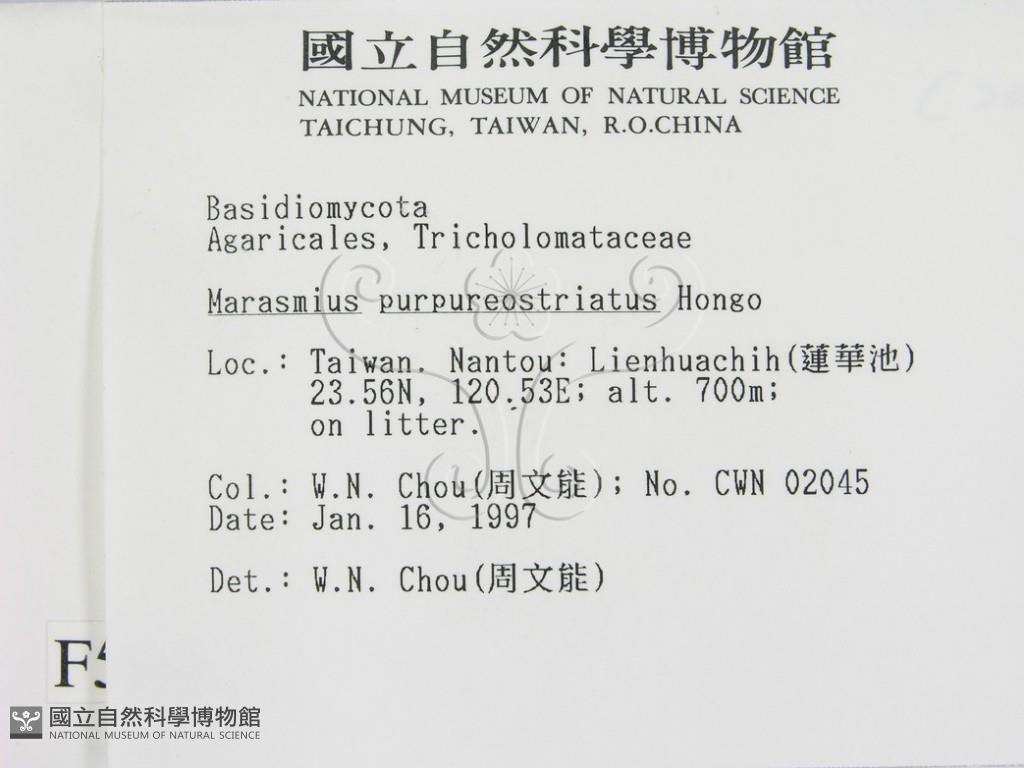 國立自然科學博物館
NATIONAL MUSEUM OF NATURAL SCIENCE
TAICHUNG, TAIWAN, R.O.CHINA
Basidiomycota
Agaricales, Tricholomataceae
Marasmius purpureostriatus Hongo
Loc.: Taiwan. Nantou: Lienhuachih(蓮華池)
23.56N, 120.53E; alt. 700m;
on litter.
Col.: W.N. Chou(周文能); No. CWN 02045
Date: Jan. 16, 1997
Det.: W.N. Chou(周文能)
F5
國立自然科學博物館
NATIONAL MUSEUM OF NATURAL SCIENCE